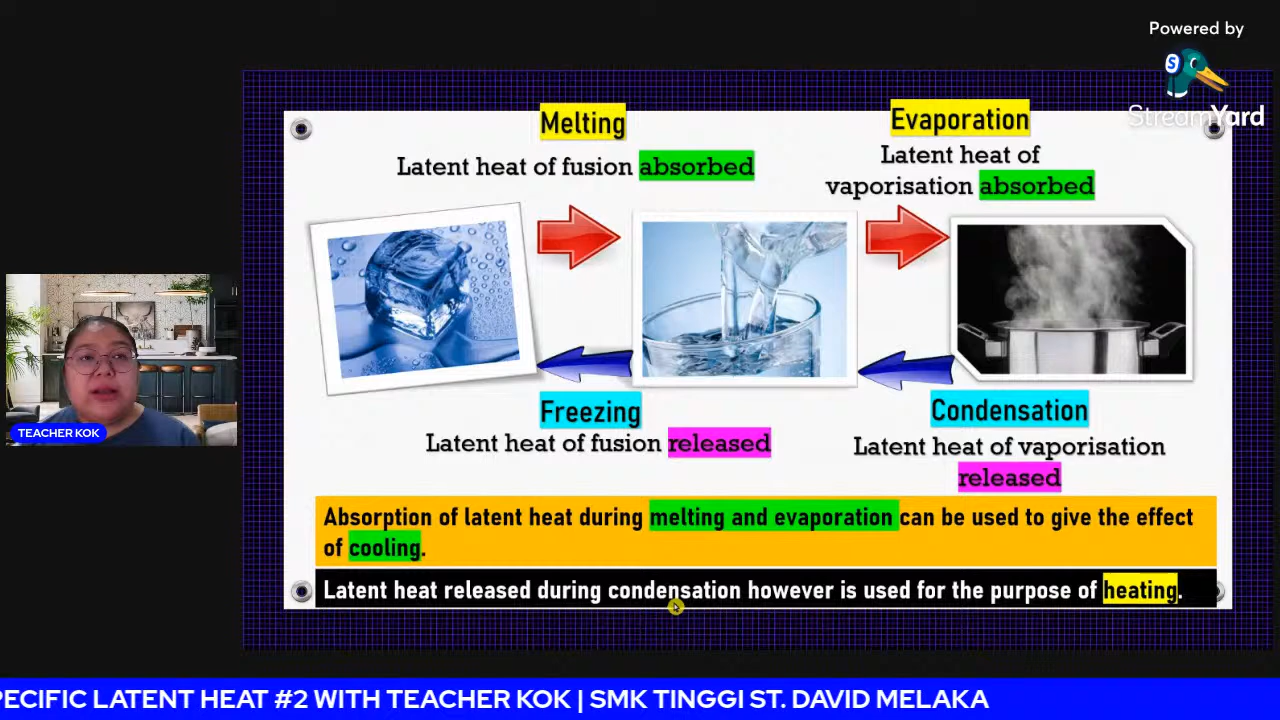 Powered by
StreamYard
Melting
Latent heat of fusion absorbed
Evaporation
Latent heat of
vaporisation absorbed
Freezing
Latent heat of fusion released
Condensation
Latent heat of vaporisation
released
Absorption of latent heat during melting and evaporation can be used to give the effect
of cooling.
Latent heat released during condensation however is used for the purpose of heating.
TEACHER KOK
PECIFIC LATENT HEAT #2 WITH TEACHER KOK | SMK TINGGI ST. DAVID MELAKA